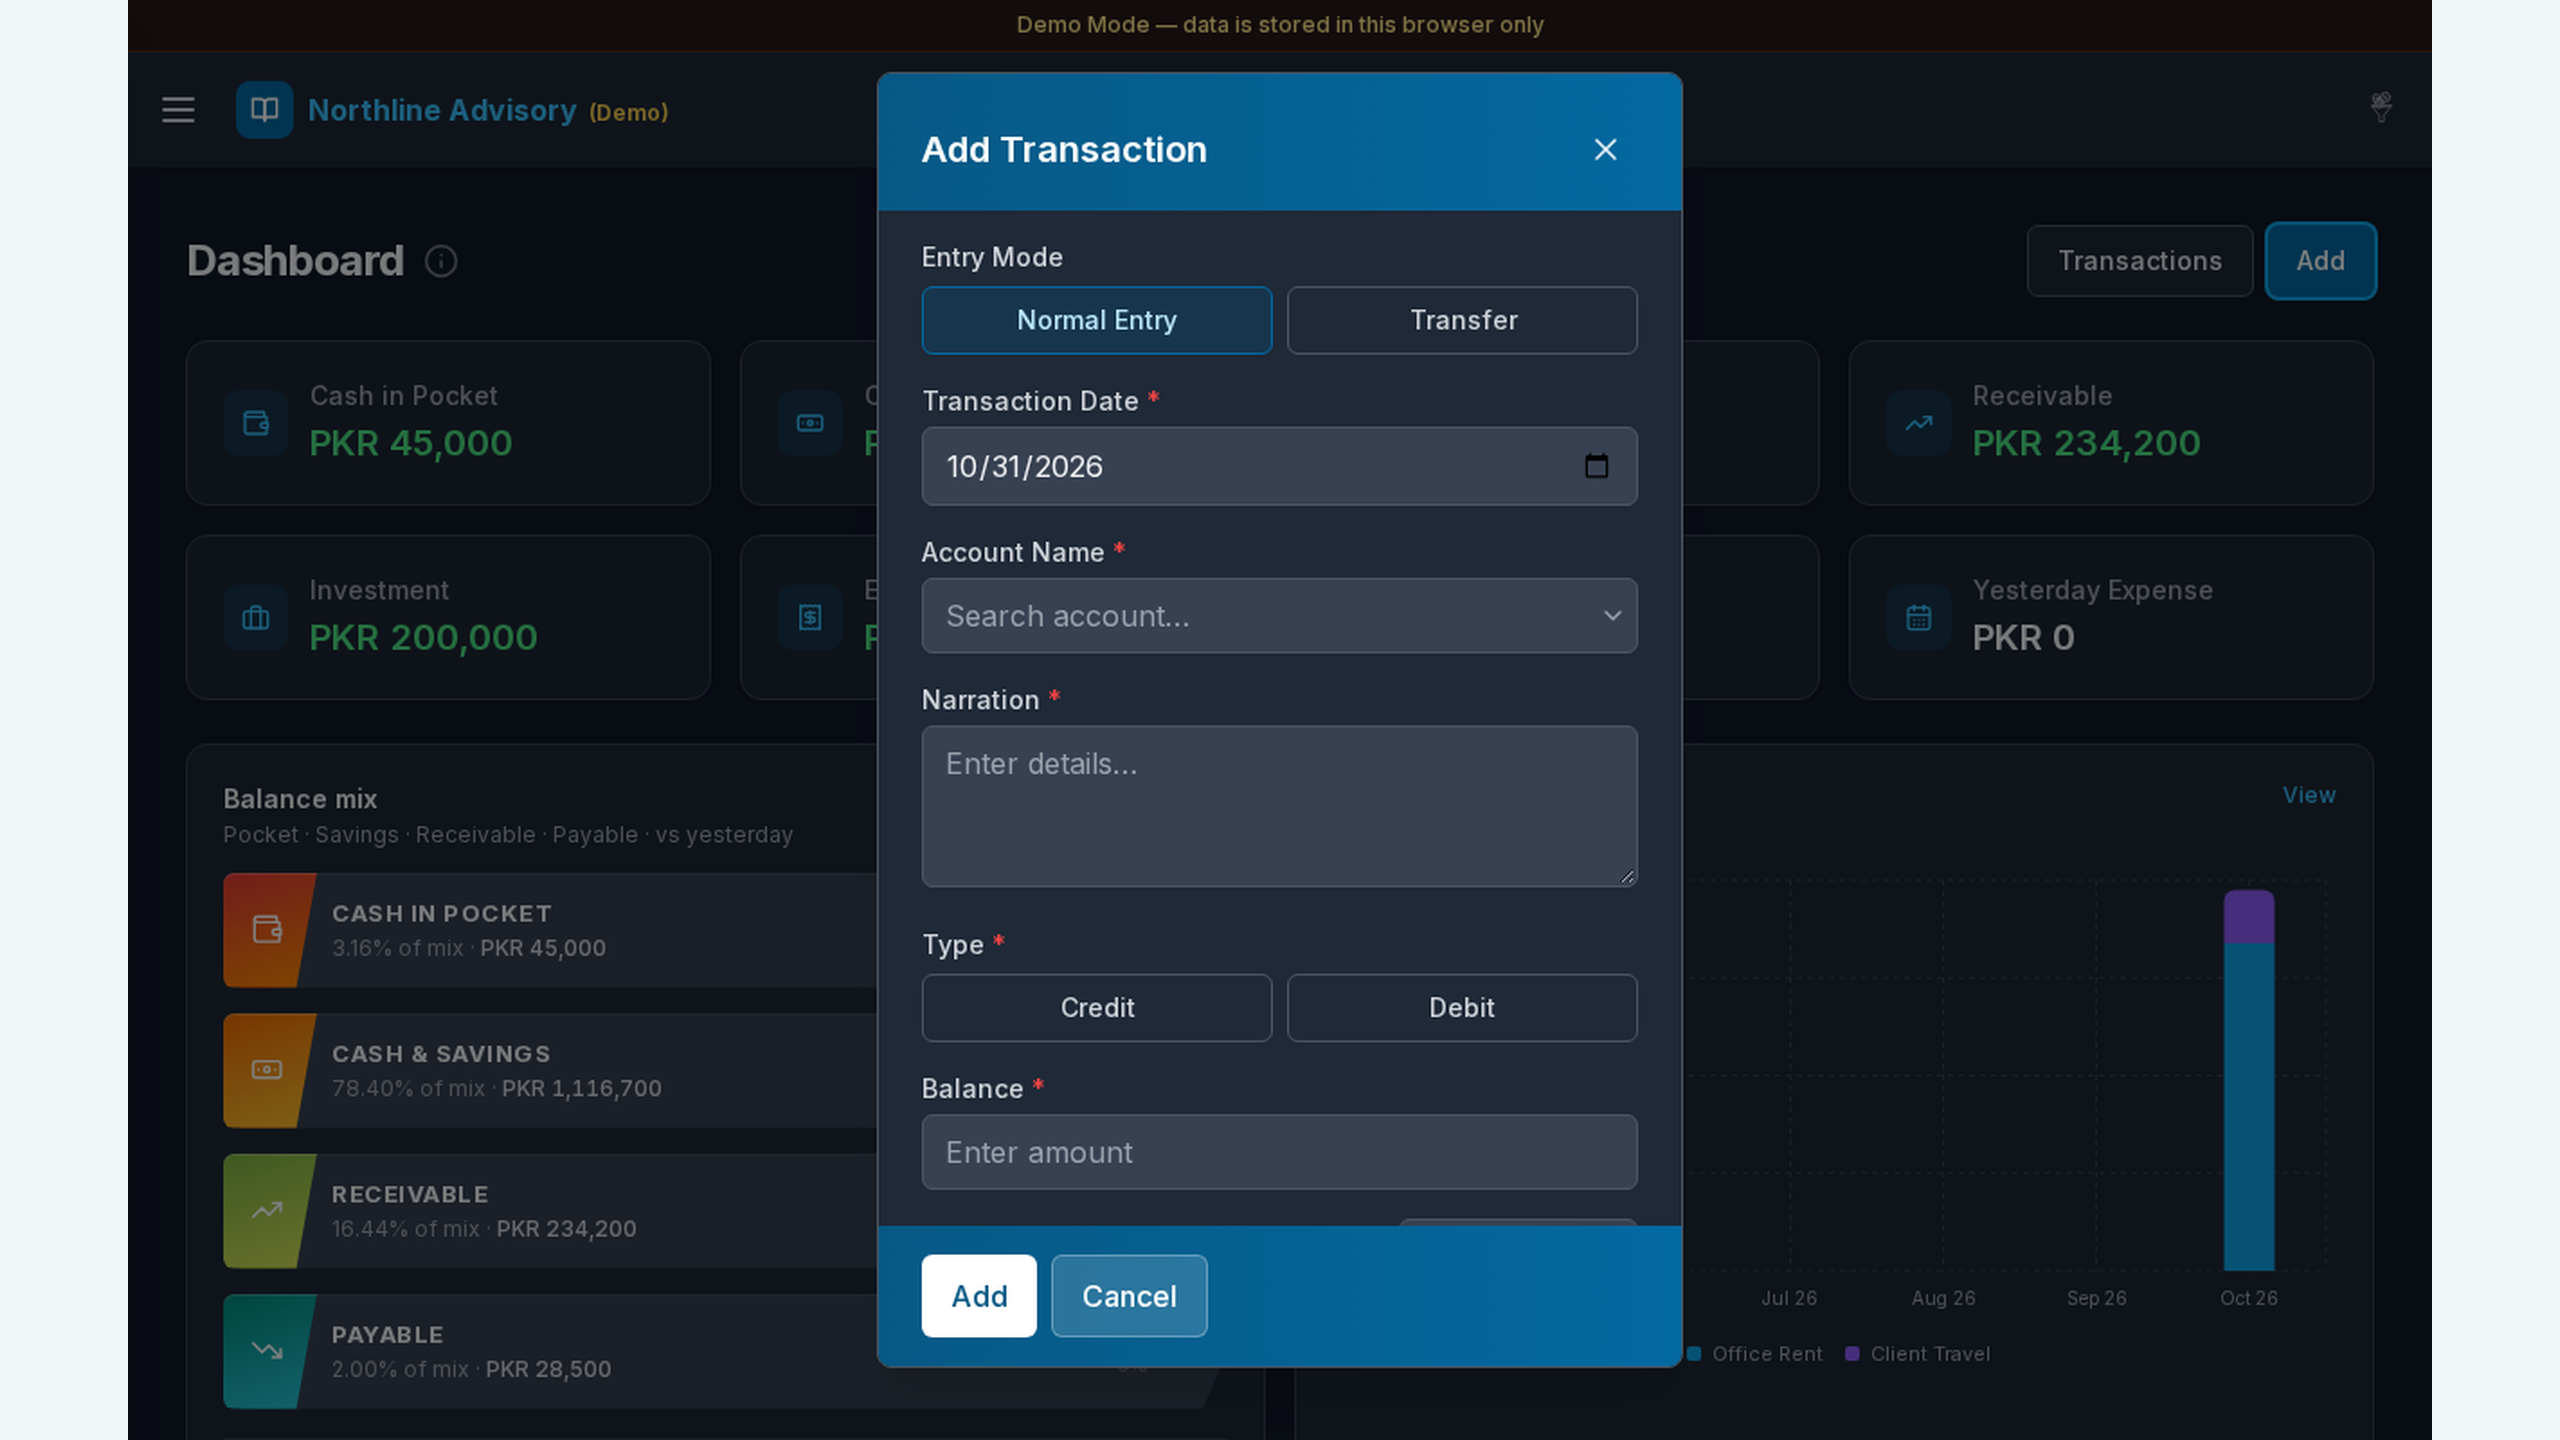 Demo Mode — data is stored in this browser only
Northline Advisory (Demo)
Dashboard
Transactions
Add
Cash in Pocket
PKR 45,000
Receivable
PKR 234,200
Investment
PKR 200,000
Yesterday Expense
PKR 0
Balance mix
Pocket · Savings · Receivable · Payable · vs yesterday
View
CASH IN POCKET
3.16% of mix · PKR 45,000
CASH & SAVINGS
78.40% of mix · PKR 1,116,700
RECEIVABLE
16.44% of mix · PKR 234,200
PAYABLE
2.00% of mix · PKR 28,500
Jul 26
Aug 26
Sep 26
Oct 26
Office Rent
Client Travel
Add Transaction
Entry Mode
Normal Entry
Transfer
Transaction Date *
10/31/2026
Account Name *
Search account...
Narration *
Enter details...
Type *
Credit
Debit
Balance *
Enter amount
Add
Cancel